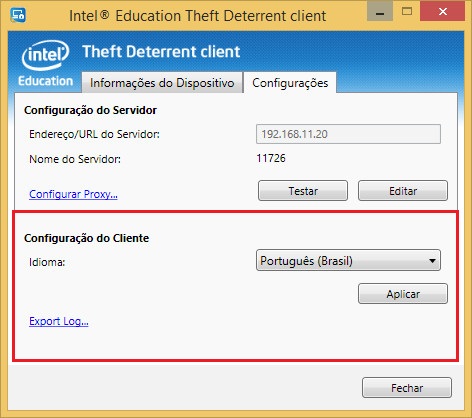 Intel® Education Theft Deterrent client
intel Theft Deterrent client
Education
Informações do Dispositivo Configurações
Configuração do Servidor
Endereço/URL do Servidor: 192.168.11.20
Nome do Servidor: 11726
Configurar Proxy... Testar Editar
Configuração do Cliente
Idioma: Português (Brasil)
Aplicar
Export Log...
Fechar